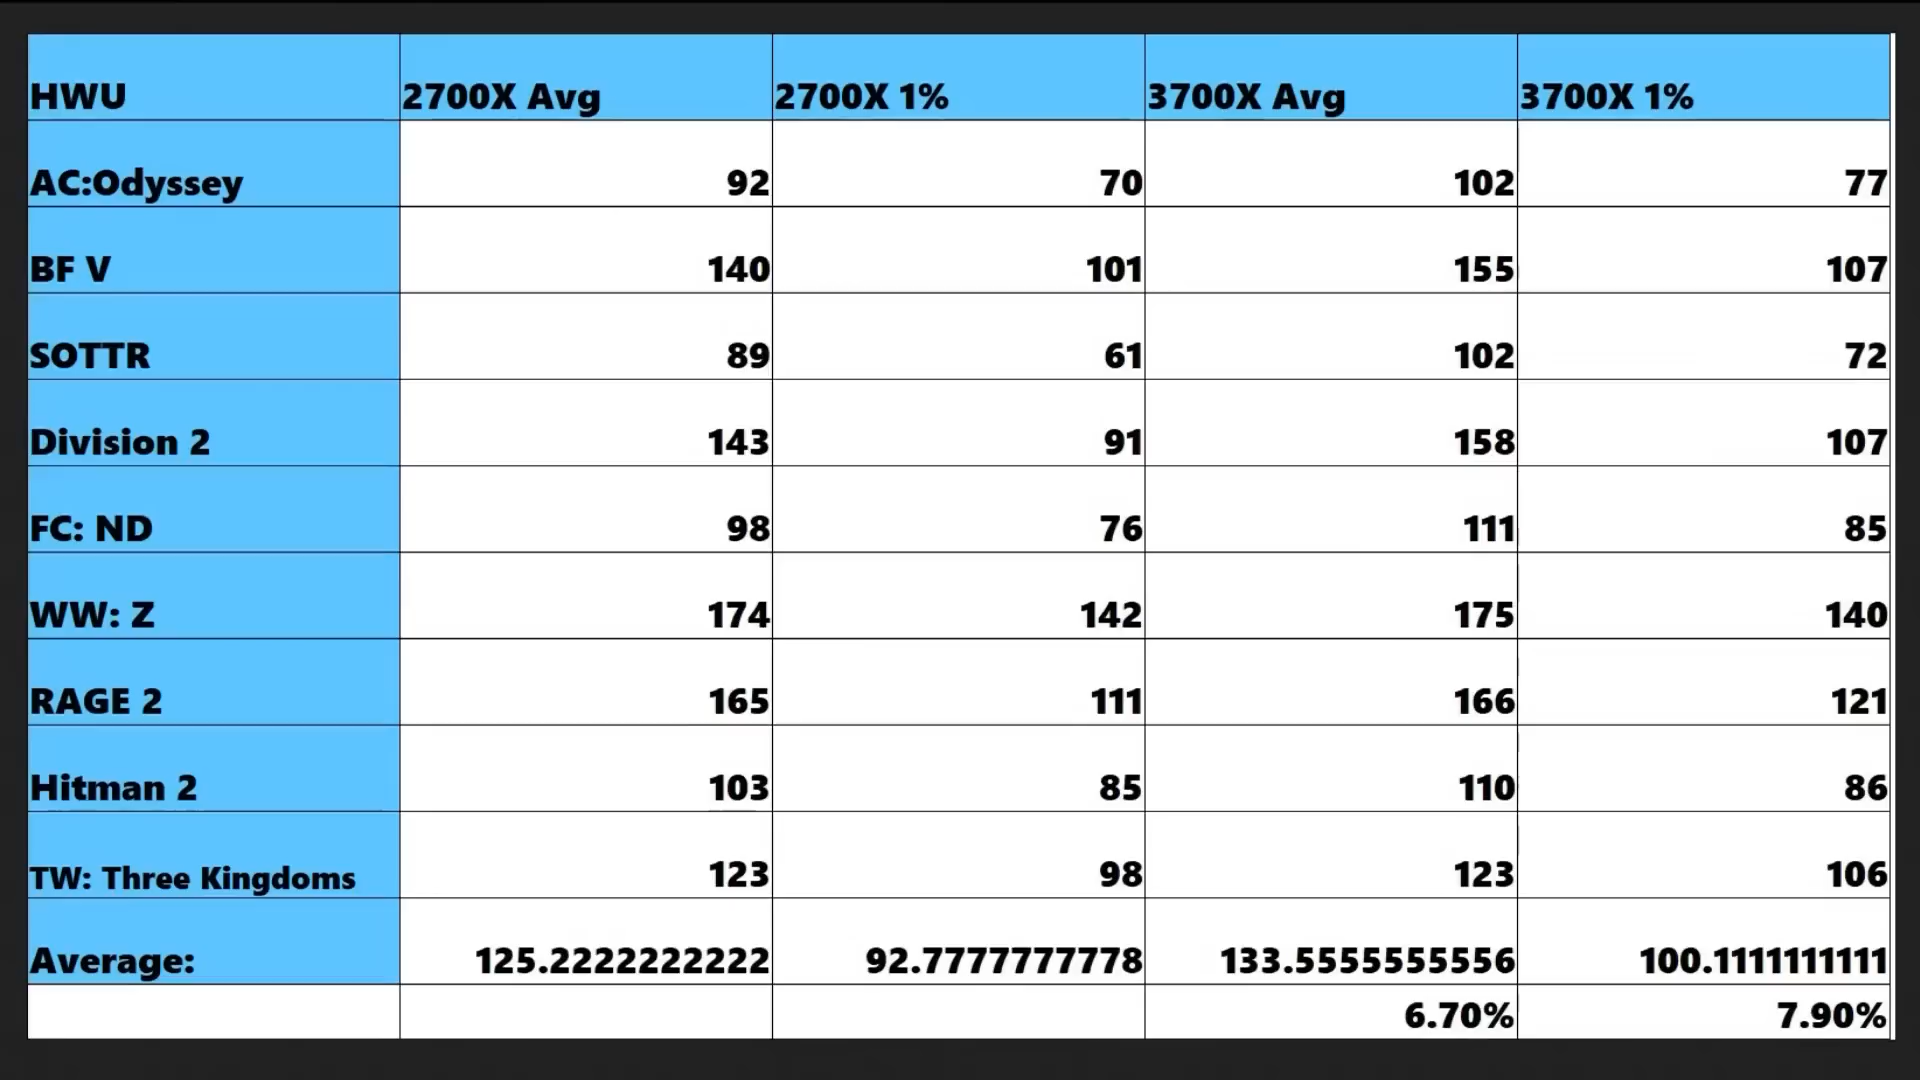 HWU 2700X Avg 2700X 1% 3700X Avg 3700X 1%
AC:Odyssey 92 70 102 77
BF V 140 101 155 107
SOTTR 89 61 102 72
Division 2 143 91 158 107
FC: ND 98 76 111 85
WW: Z 174 142 175 140
RAGE 2 165 111 166 121
Hitman 2 103 85 110 86
TW: Three Kingdoms 123 98 123 106
Average: 125.2222222222 92.7777777778 133.5555555556 100.1111111111
6.70% 7.90%